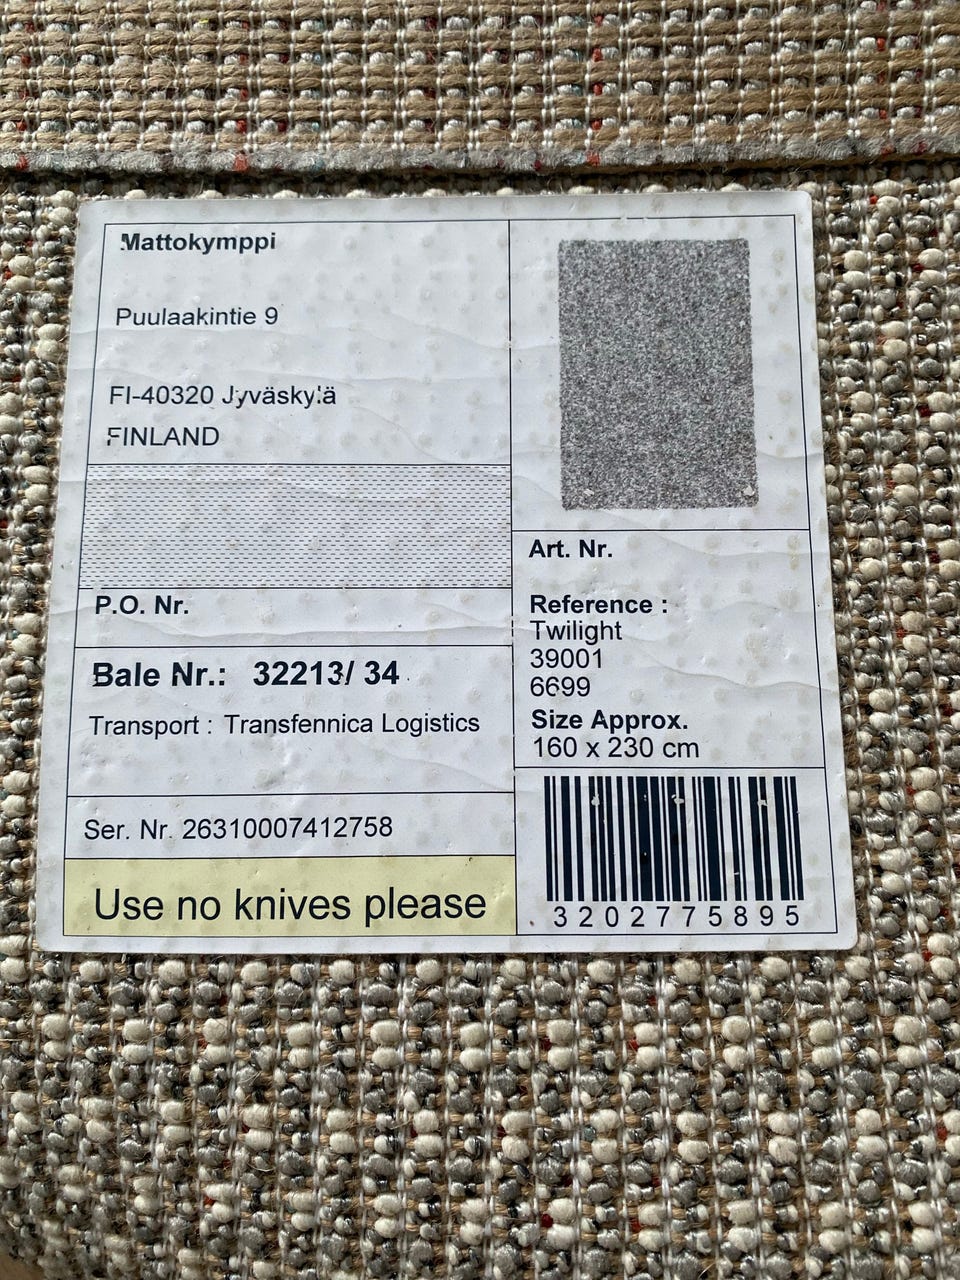 Mattokymppi
Puulaakintie 9
FI-40320 Jyväskylä
FINLAND
P.O. Nr.
Bale Nr.: 32213/ 34
Transport : Transfennica Logistics
Ser. Nr. 26310007412758
Use no knives please
Art. Nr.
Reference :
Twilight
39001
6699
Size Approx.
160 x 230 cm
3202775895